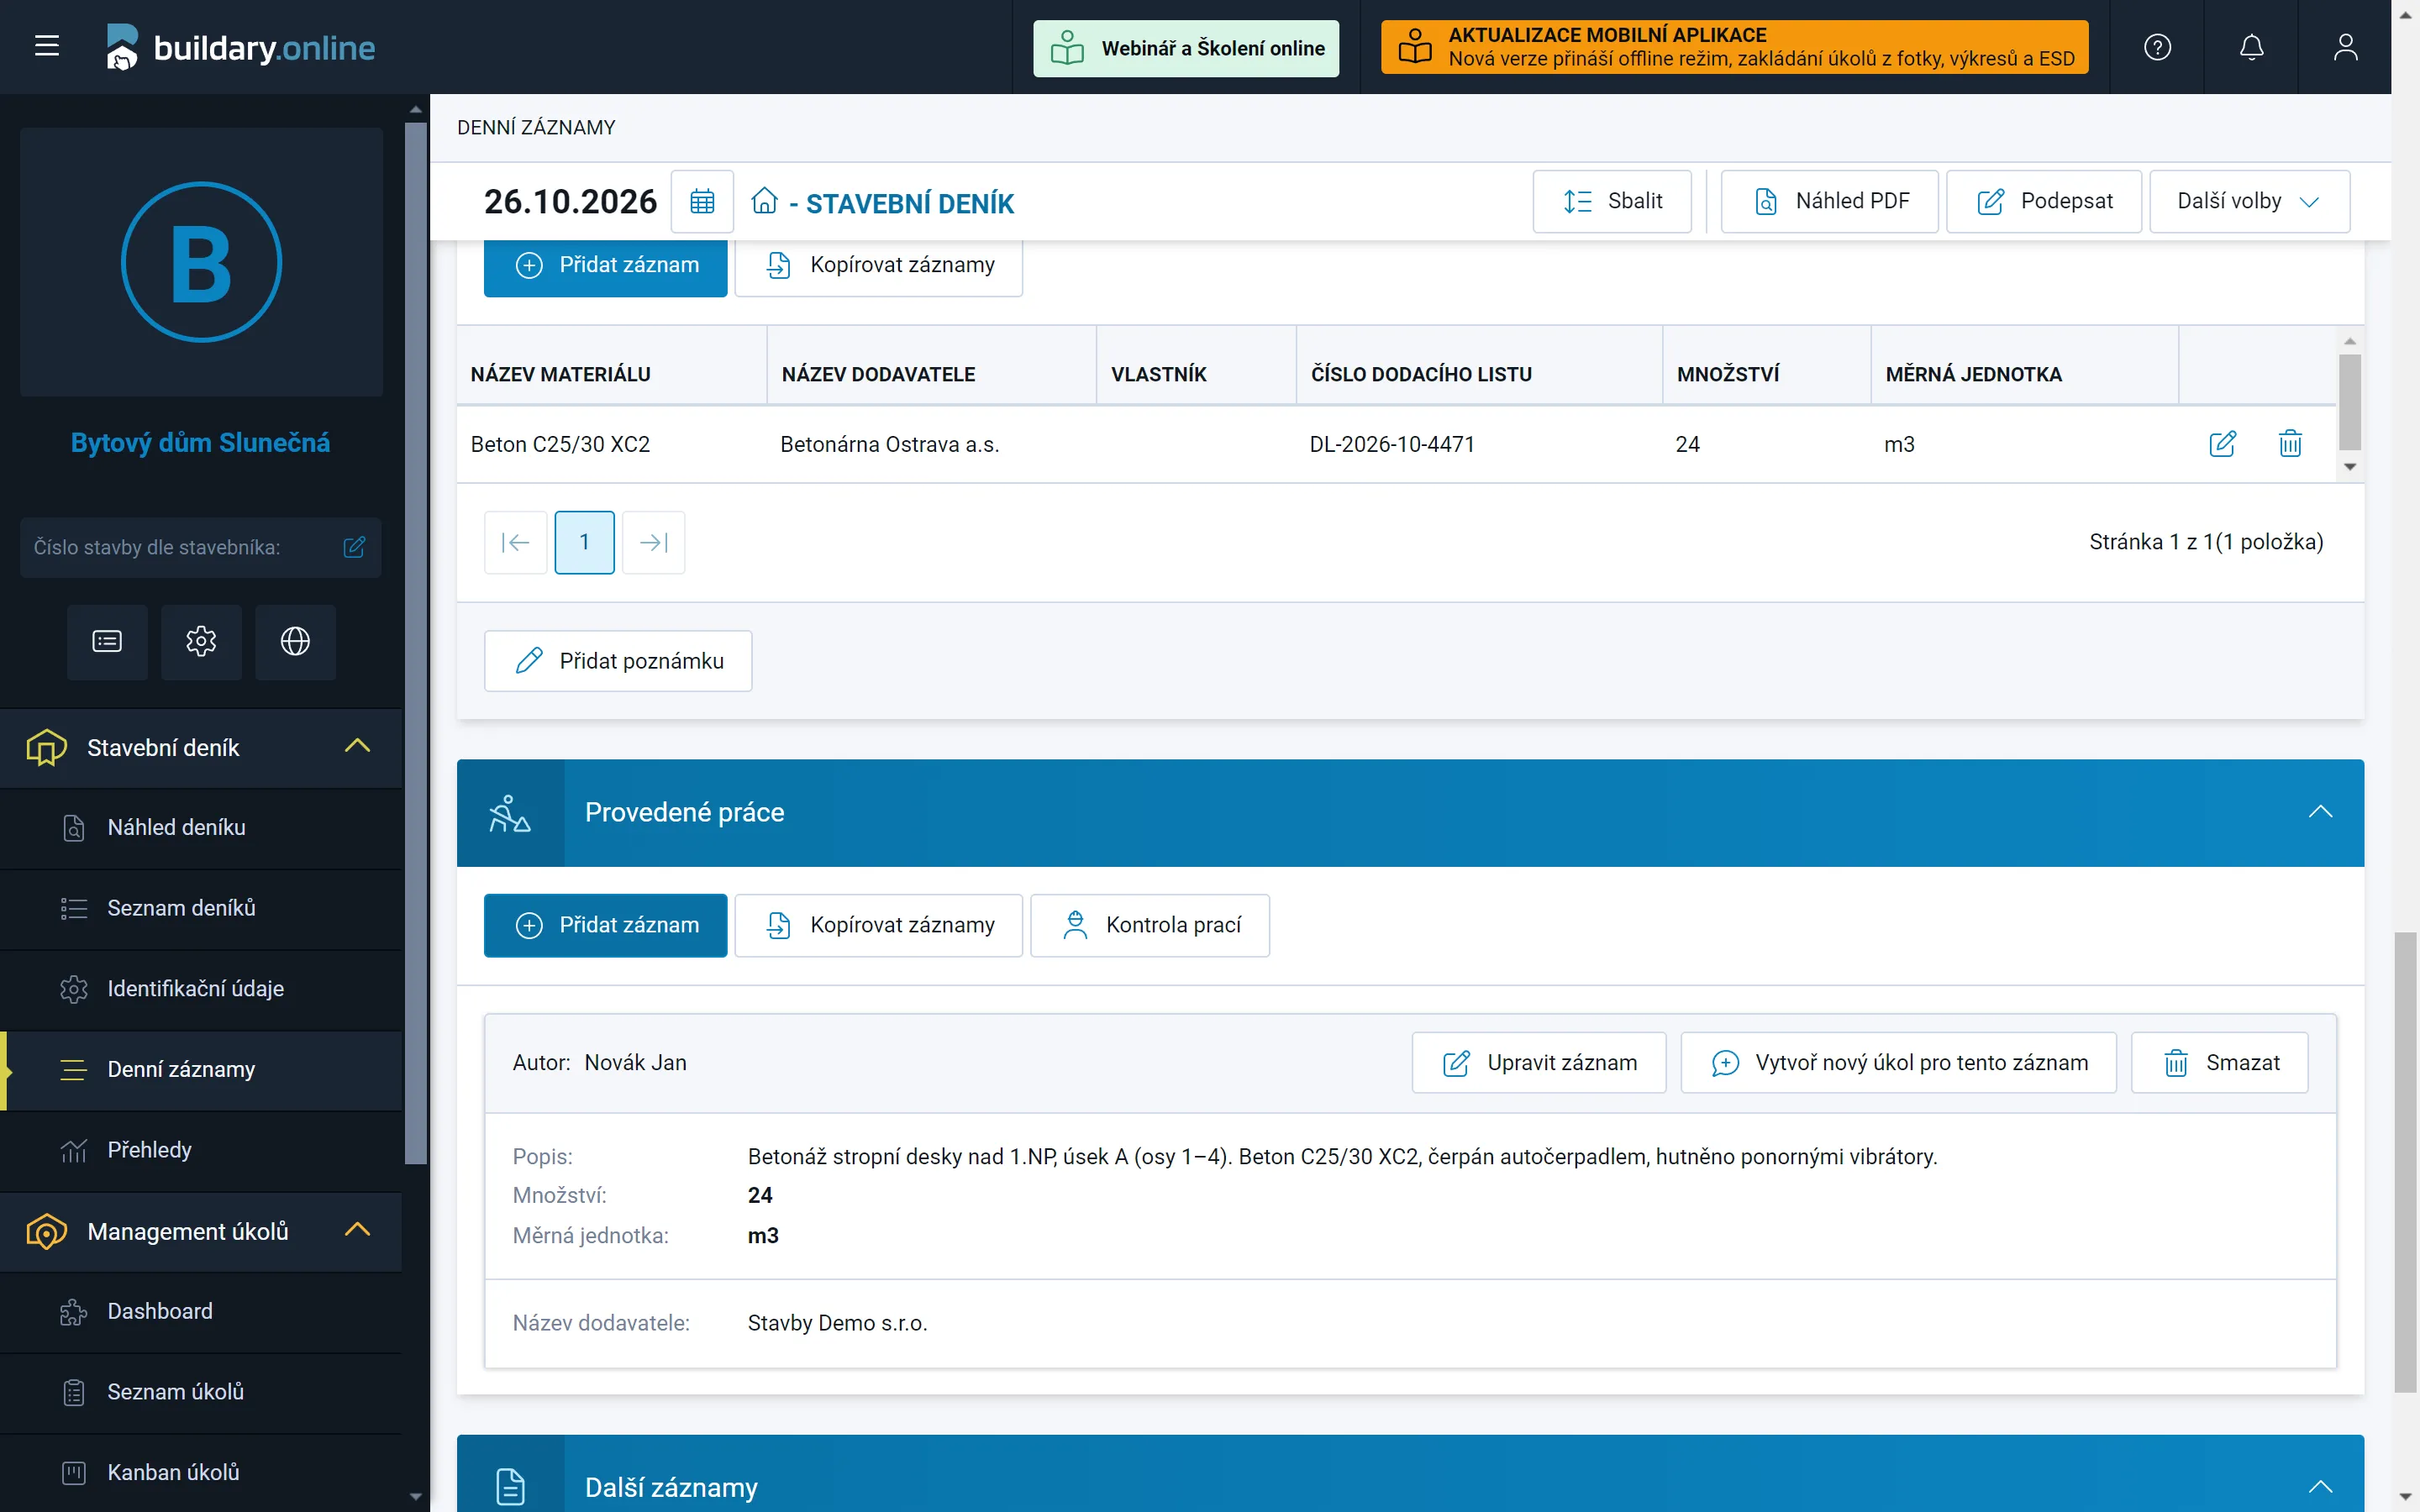 buildary.online
Webinář a Školení online
AKTUALIZACE MOBILNÍ APLIKACE
Nová verze přináší offline režim, zakládání úkolů z fotky, výkresů a ESD
B
Bytový dům Slunečná
Číslo stavby dle stavebníka:
Stavební deník
Náhled deníku
Seznam deníků
Identifikační údaje
Denní záznamy
Přehledy
Management úkolů
Dashboard
Seznam úkolů
Kanban úkolů
DENNÍ ZÁZNAMY
26.10.2026 - STAVEBNÍ DENÍK Sbalit Náhled PDF Podepsat Další volby
Přidat záznam Kopírovat záznamy
NÁZEV MATERIÁLU NÁZEV DODAVATELE VLASTNÍK ČÍSLO DODACÍHO LISTU MNOŽSTVÍ MĚRNÁ JEDNOTKA
Beton C25/30 XC2 Betonárna Ostrava a.s. DL-2026-10-4471 24 m3
1 Stránka 1 z 1(1 položka)
Přidat poznámku
Provedené práce
Přidat záznam Kopírovat záznamy Kontrola prací
Autor: Novák Jan Upravit záznam Vytvoř nový úkol pro tento záznam Smazat
Popis: Betonáž stropní desky nad 1.NP, úsek A (osy 1–4). Beton C25/30 XC2, čerpán autočerpadlem, hutněno ponornými vibrátory.
Množství: 24
Měrná jednotka: m3
Název dodavatele: Stavby Demo s.r.o.
Další záznamy